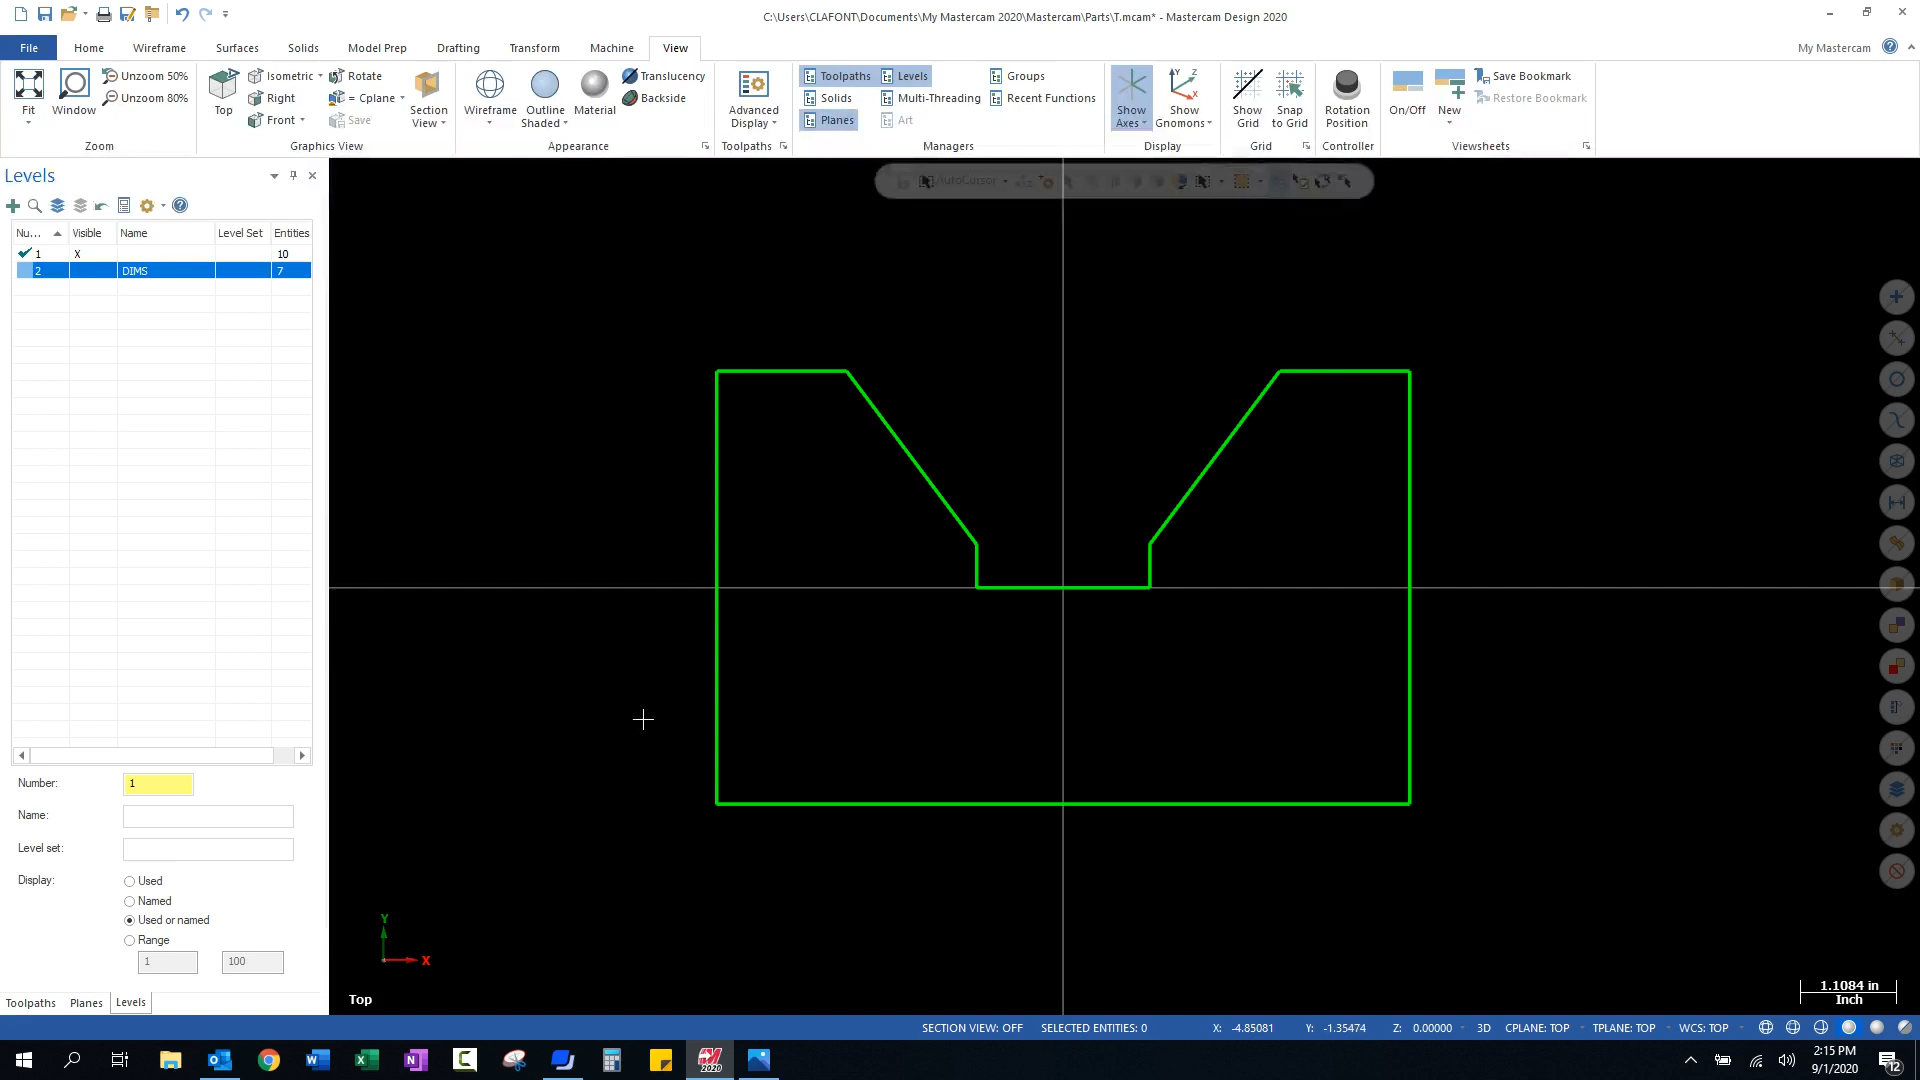 C:\Users\CLAFONT\Documents\My Mastercam 2020\Mastercam\Parts\T.mcam* - Mastercam Design 2020
File Home Wireframe Surfaces Solids Model Prep Drafting Transform Machine View My Mastercam
Fit
Window
Unzoom 50%
Unzoom 80%
Zoom
Top
Isometric
Right
Front
Rotate
= Cplane
Save
Section View
Graphics View
Wireframe
Outline Shaded
Material
Translucency
Backside
Appearance
Advanced Display
Toolpaths
Toolpaths
Solids
Planes
Levels
Multi-Threading
Art
Groups
Recent Functions
Managers
Show Axes
Show Gnomons
Display
Show Grid
Snap to Grid
Grid
Rotation Position
Controller
On/Off
New
Save Bookmark
Restore Bookmark
Viewsheets
Levels
AutoCursor
Nu... Visible Name Level Set Entities
1 X 10
2 DIMS 7
Number: 1
Name:
Level set:
Display:
Used
Named
Used or named
Range
1 100
Toolpaths Planes Levels
Y
X
Top
1.1084 in
Inch
SECTION VIEW: OFF SELECTED ENTITIES: 0 X: -4.85081 Y: -1.35474 Z: 0.00000 3D CPLANE: TOP TPLANE: TOP WCS: TOP
2020
2:15 PM
9/1/2020
12